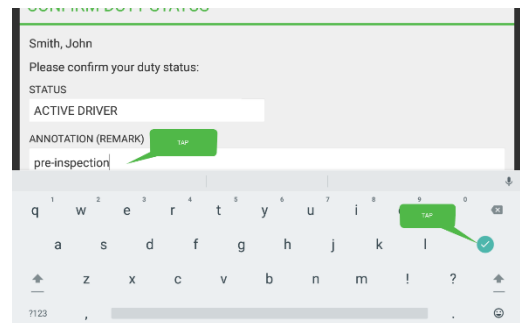 CONFIRM DUTY STATUS
Smith, John
Please confirm your duty status:
STATUS
ACTIVE DRIVER
ANNOTATION (REMARK)
TAP
pre-inspection
1 2 3 4 5 6 7 8 9 0
q w e r t y u i
TAP
a s d f g h j k l
z x c v b n m ! ?
?123 , .